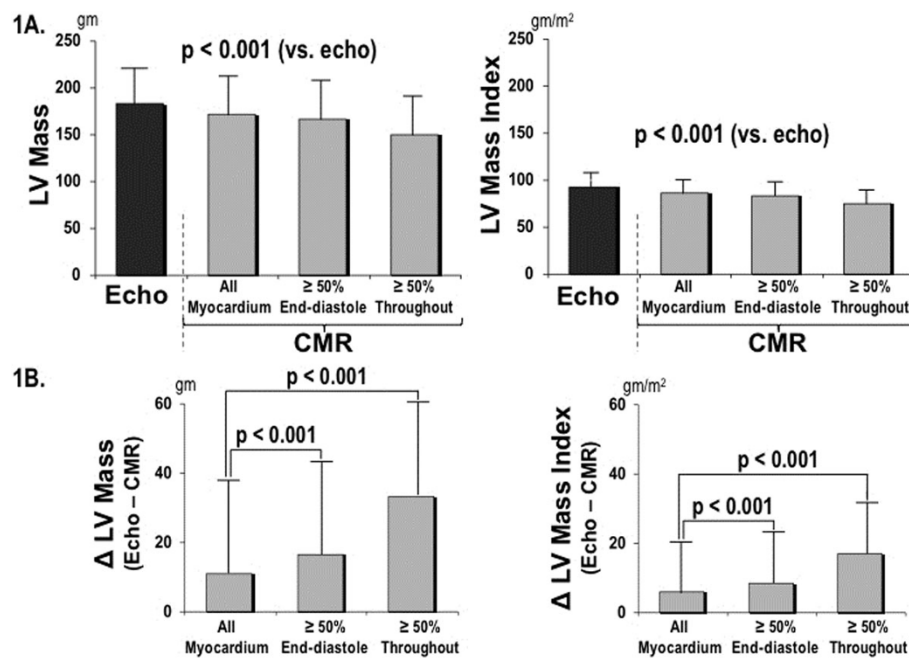 1A.
gm
250
200
150
100
50
0
LV Mass
p < 0.001 (vs. echo)
Echo
All Myocardium
≥ 50% End-diastole
≥ 50% Throughout
CMR
gm/m²
250
200
150
100
50
0
LV Mass Index
p < 0.001 (vs. echo)
Echo
All Myocardium
≥ 50% End-diastole
≥ 50% Throughout
CMR
1B.
gm
60
40
20
0
Δ LV Mass
(Echo – CMR)
p < 0.001
p < 0.001
All Myocardium
≥ 50% End-diastole
≥ 50% Throughout
gm/m²
60
40
20
0
Δ LV Mass Index
(Echo – CMR)
p < 0.001
p < 0.001
All Myocardium
≥ 50% End-diastole
≥ 50% Throughout